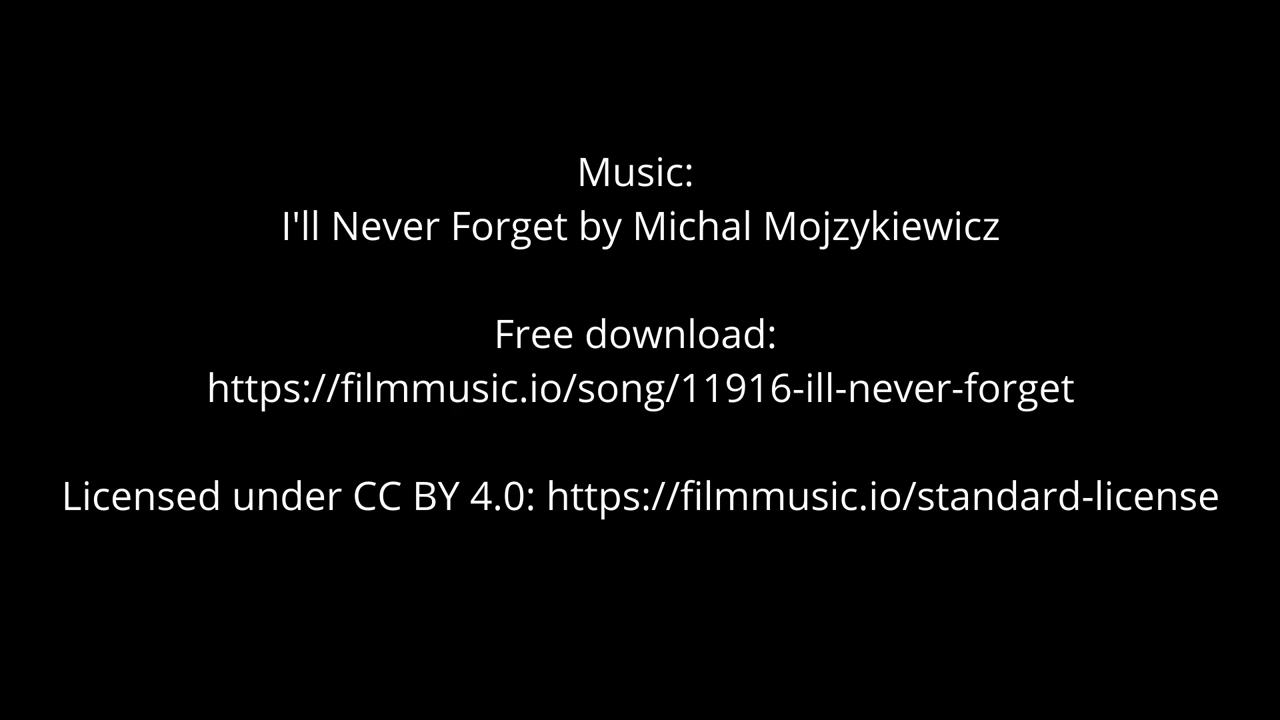 Music:
I'll Never Forget by Michal Mojzykiewicz
Free download:
https://filmmusic.io/song/11916-ill-never-forget
Licensed under CC BY 4.0: https://filmmusic.io/standard-license